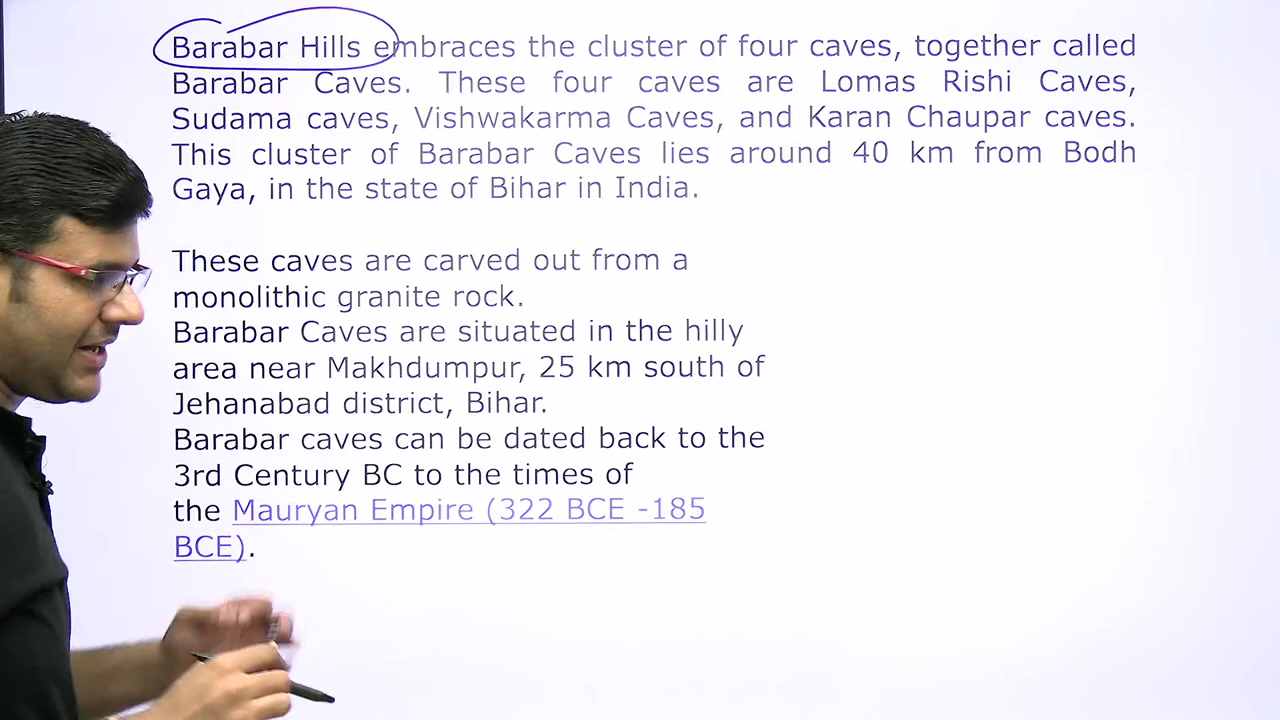 Barabar Hills embraces the cluster of four caves, together called
Barabar Caves. These four caves are Lomas Rishi Caves,
Sudama caves, Vishwakarma Caves, and Karan Chaupar caves.
This cluster of Barabar Caves lies around 40 km from Bodh
Gaya, in the state of Bihar in India.
These caves are carved out from a
monolithic granite rock.
Barabar Caves are situated in the hilly
area near Makhdumpur, 25 km south of
Jehanabad district, Bihar.
Barabar caves can be dated back to the
3rd Century BC to the times of
the Mauryan Empire (322 BCE -185
BCE).